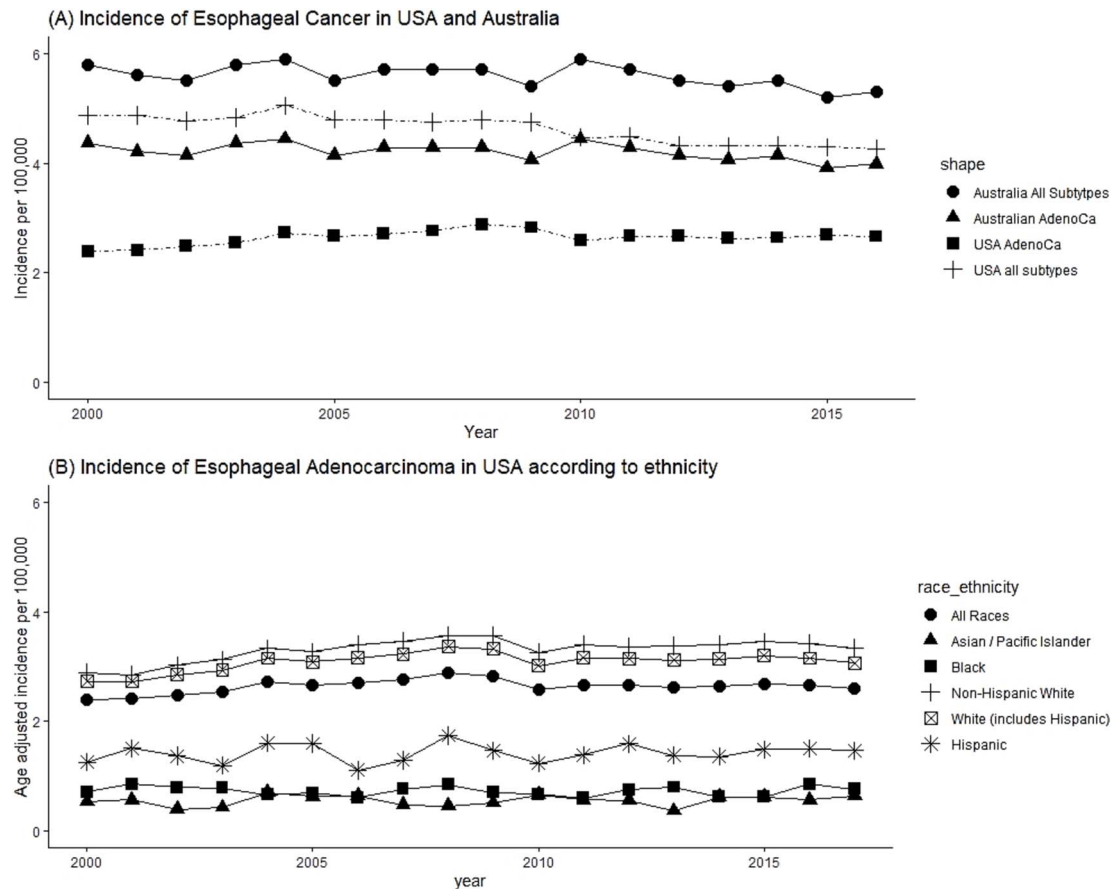 (A) Incidence of Esophageal Cancer in USA and Australia
6
4
2
0
Incidence per 100,000
2000
2005
2010
2015
Year
shape
Australia All Subtytpes
Australian AdenoCa
USA AdenoCa
USA all subtypes
(B) Incidence of Esophageal Adenocarcinoma in USA according to ethnicity
6
4
2
0
Age adjusted incidence per 100,000
2000
2005
2010
2015
year
race_ethnicity
All Races
Asian / Pacific Islander
Black
Non-Hispanic White
White (includes Hispanic)
Hispanic